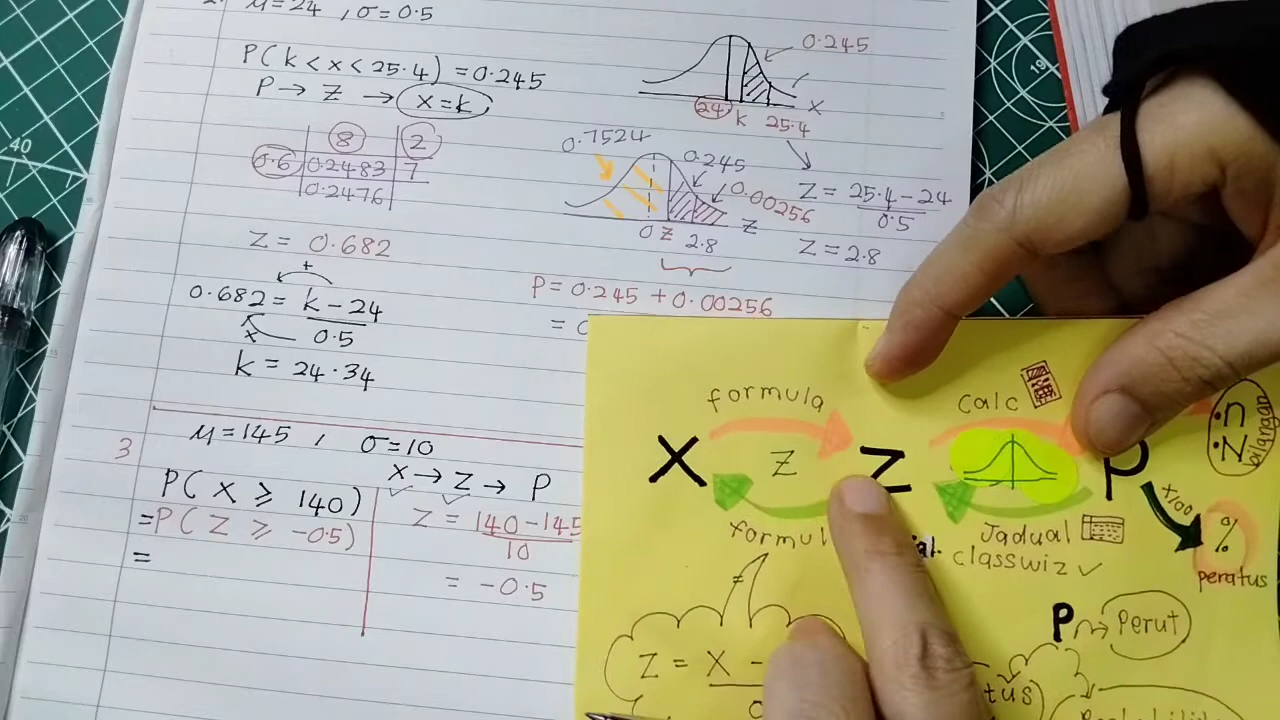 μ=24 , σ=0.5
P(k<x<25.4) = 0.245
P → Z → x=k
8 2
0.6 0.2483 7
0.2476
Z = 0.682
+
0.682 = k-24
0.5
x
k = 24.34
0.245
24 k 25.4 x
0.7524
0.245
0.00256
0 z 2.8 z
Z = 25.4-24
0.5
Z = 2.8
P = 0.245 + 0.00256
=
3 μ=145 , σ=10
x → Z → P
P( X ⩾ 140)
=P( Z ⩾ -0.5)
=
Z = 140-145
10
= -0.5
formula calc
X Z Z P
Jadual
classwiz ✓
x100
%
peratus
•n
•N
bilangan
Z = X -
P → Perut
40
19